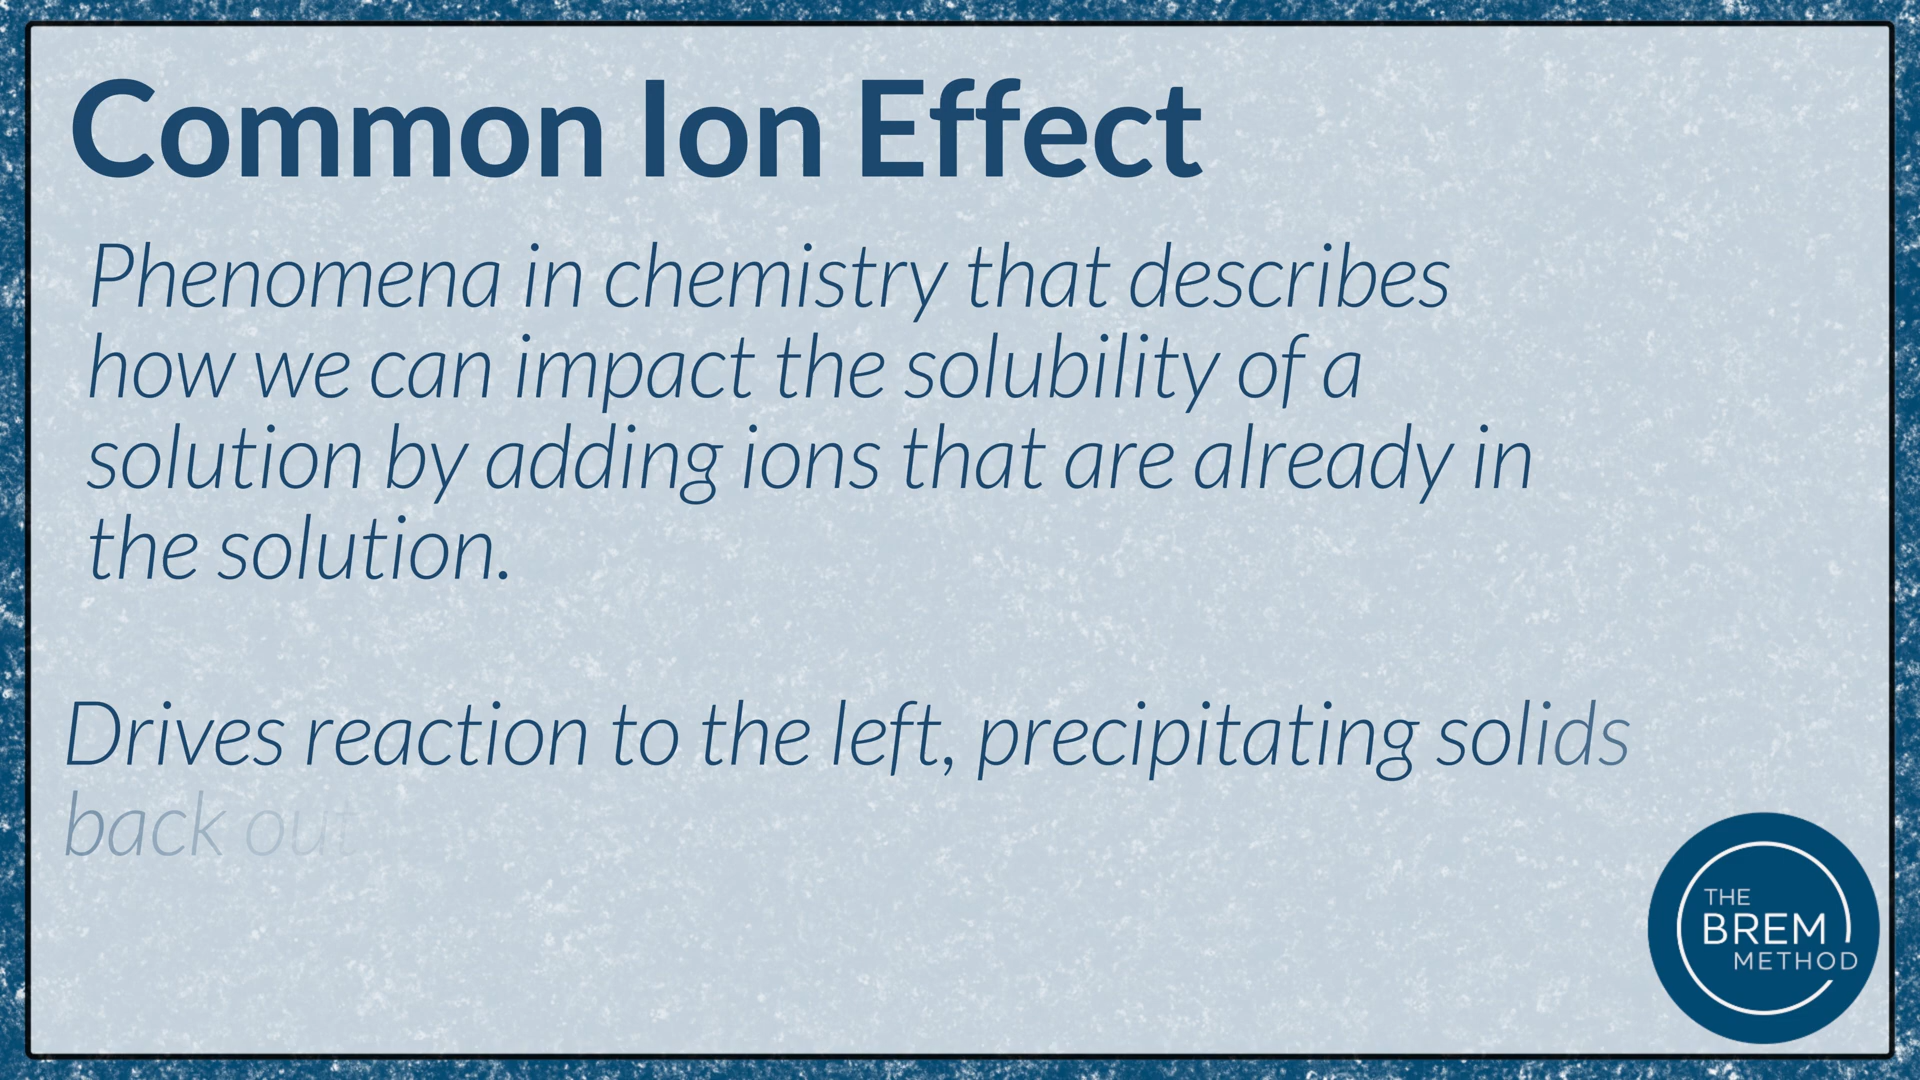 Common Ion Effect
Phenomena in chemistry that describes
how we can impact the solubility of a
solution by adding ions that are already in
the solution.
Drives reaction to the left, precipitating solids
back out
THE
BREM
METHOD